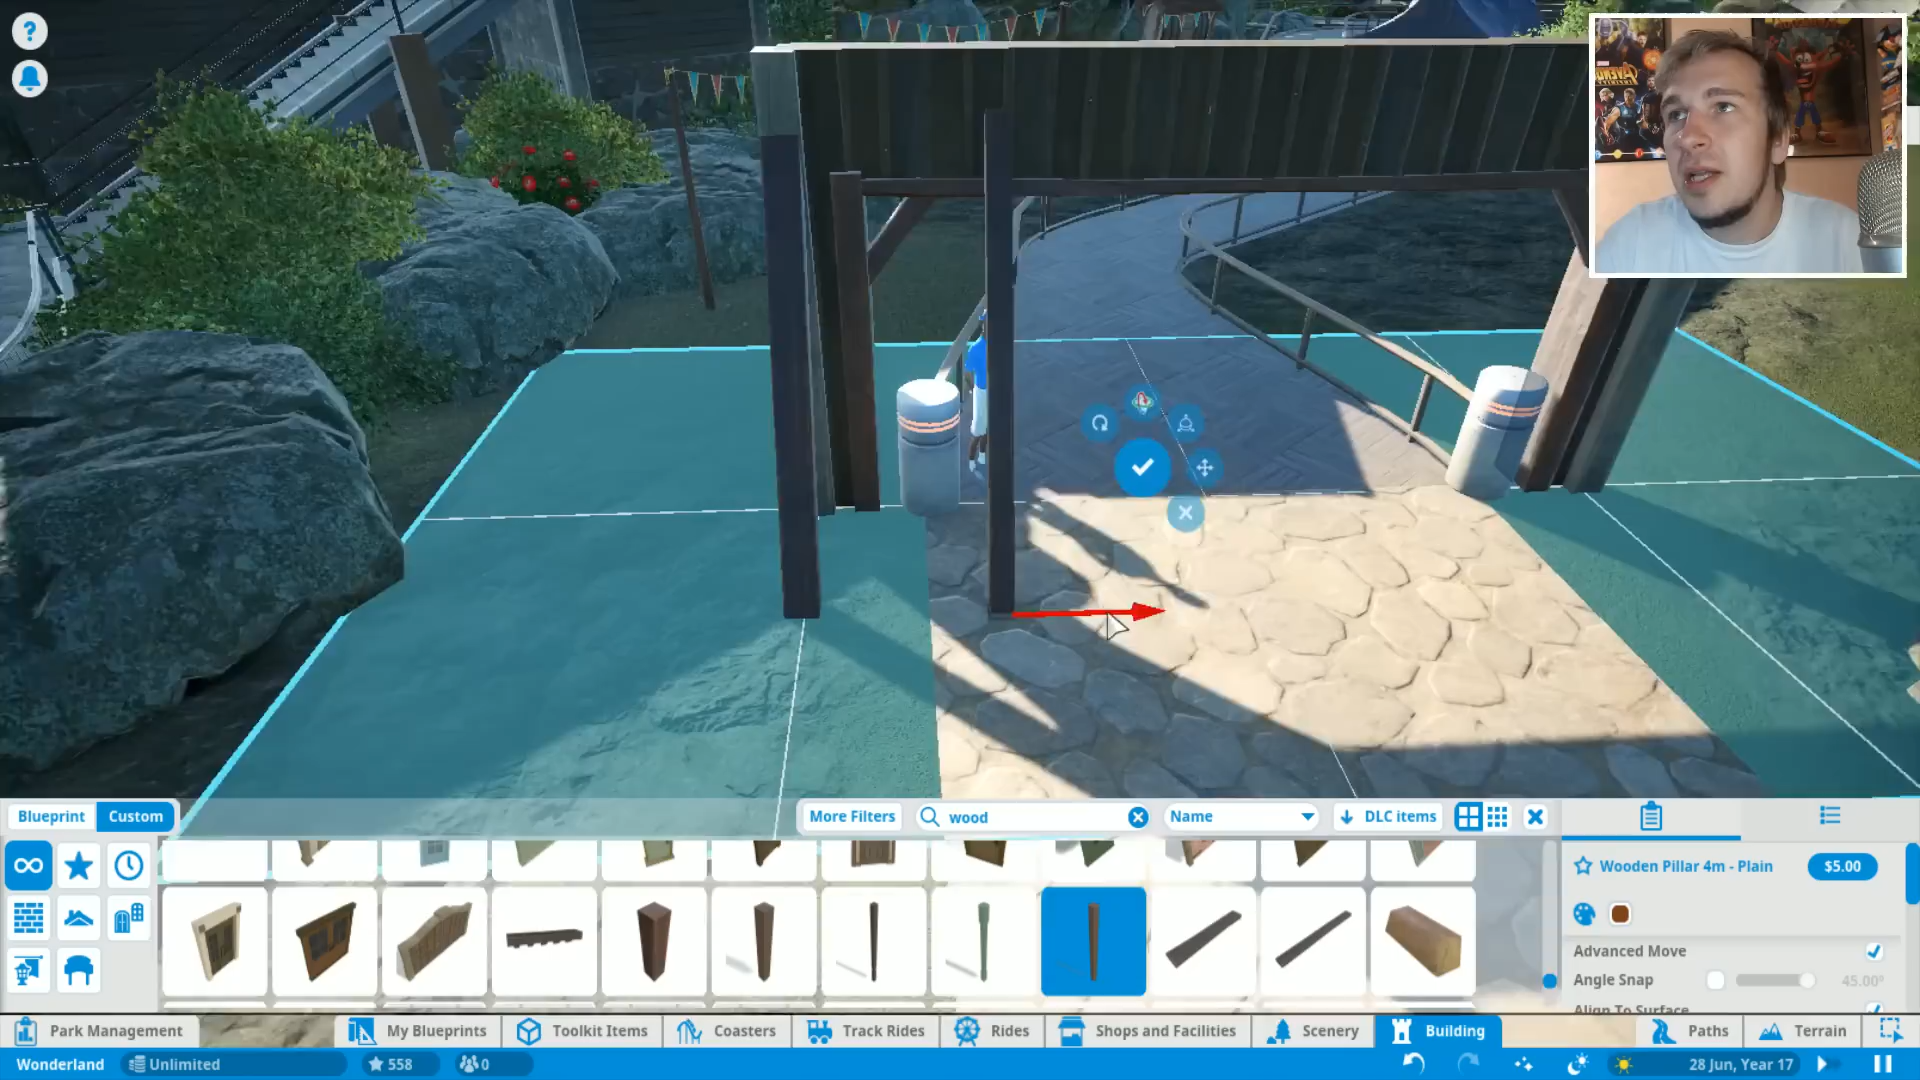 ?
AVENGERS
Blueprint
Custom
More Filters
wood
Name
DLC items
Wooden Pillar 4m - Plain
$5.00
Advanced Move
Angle Snap
45.00°
Align To Surface
Park Management
My Blueprints
Toolkit Items
Coasters
Track Rides
Rides
Shops and Facilities
Scenery
Building
Paths
Terrain
Wonderland
Unlimited
558
0
28 Jun, Year 17